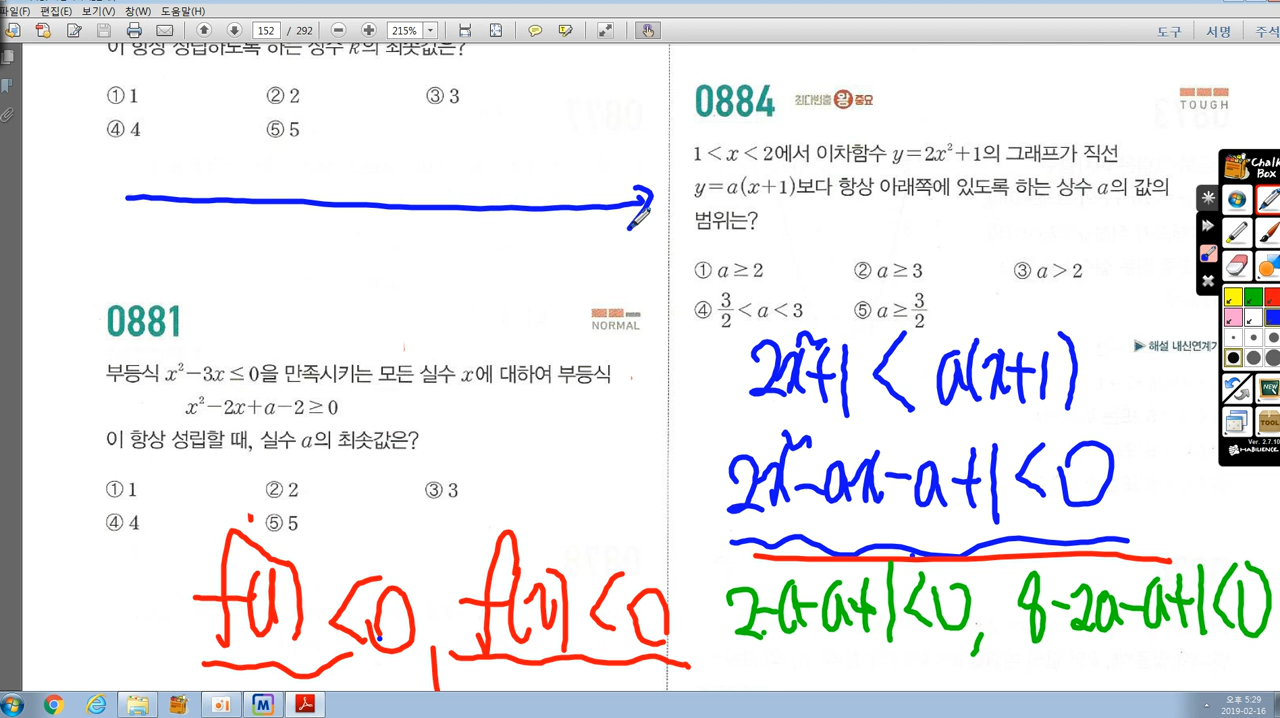 파일(F) 편집(E) 보기(V) 창(W) 도움말(H)
152 / 292 215% 도구 서명 주석
이 항상 성립하도록 하는 상수 k의 최솟값은?
① 1 ② 2 ③ 3
④ 4 ⑤ 5
0881
NORMAL
부등식 x²−3x≤0을 만족시키는 모든 실수 x에 대하여 부등식
x²−2x+a−2≥0
이 항상 성립할 때, 실수 a의 최솟값은?
① 1 ② 2 ③ 3
④ 4 ⑤ 5
f(1)<0, f(2)<0
0884 최다빈출 왕 중요
TOUGH
1<x<2에서 이차함수 y=2x²+1의 그래프가 직선
y=a(x+1)보다 항상 아래쪽에 있도록 하는 상수 a의 값의
범위는?
① a≥2 ② a≥3 ③ a>2
④ 3/2<a<3 ⑤ a≥3/2
▶ 해설 내신연계
2x²+1 < a(x+1)
2x²-ax-a+1<0
2-a-a+1<0, 8-2a-a+1<0
Chalk
Box
NEW
TOOL
Ver. 2.7.10
HABILIENCE
오후 5:29
2019-02-16